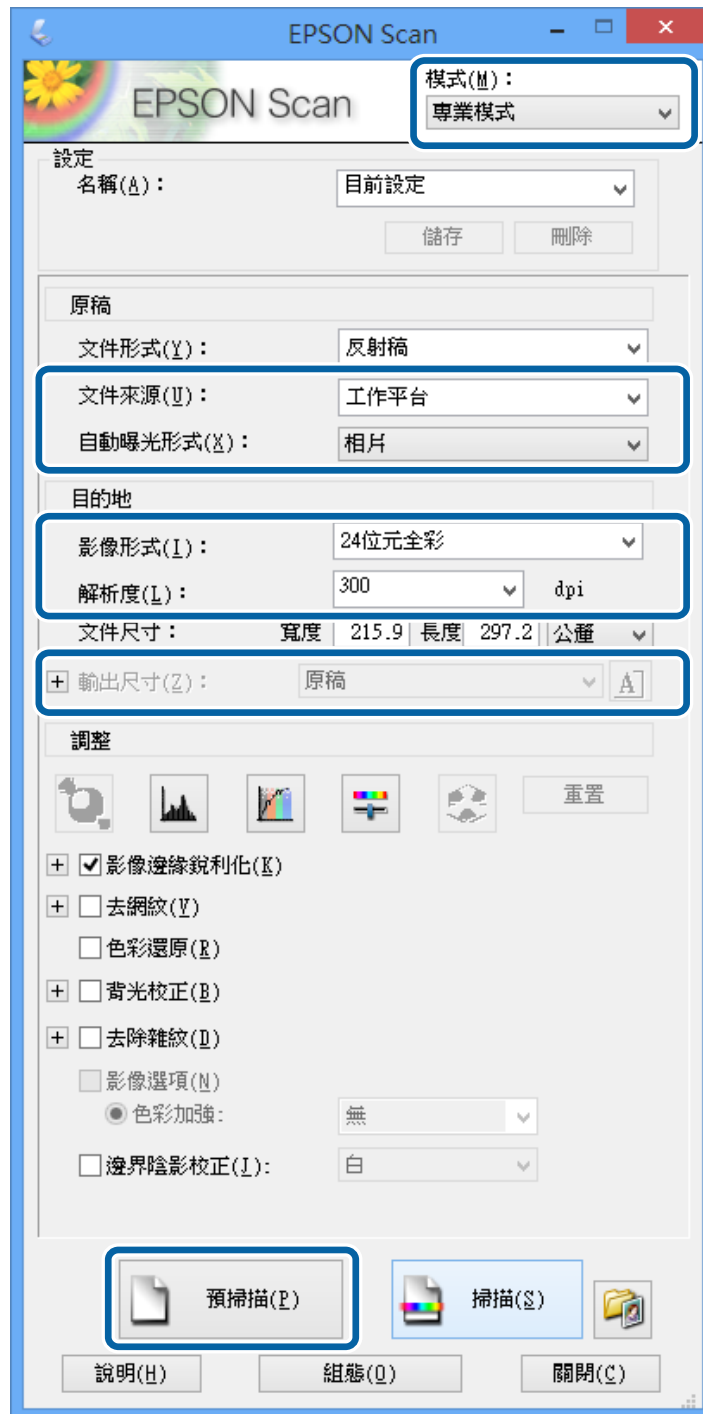 EPSON Scan
EPSON Scan
模式(M)：
專業模式
設定
名稱(A)： 目前設定
儲存 刪除
原稿
文件形式(Y)： 反射稿
文件來源(U)： 工作平台
自動曝光形式(X)： 相片
目的地
影像形式(I)： 24位元全彩
解析度(L)： 300 dpi
文件尺寸： 寬度 215.9 長度 297.2 公釐
輸出尺寸(Z)： 原稿 A
調整
重置
影像邊緣銳利化(K)
去網紋(V)
色彩還原(R)
背光校正(B)
去除雜紋(D)
影像選項(N)
色彩加強: 無
邊界陰影校正(I): 白
預掃描(P) 掃描(S)
說明(H) 組態(O) 關閉(C)